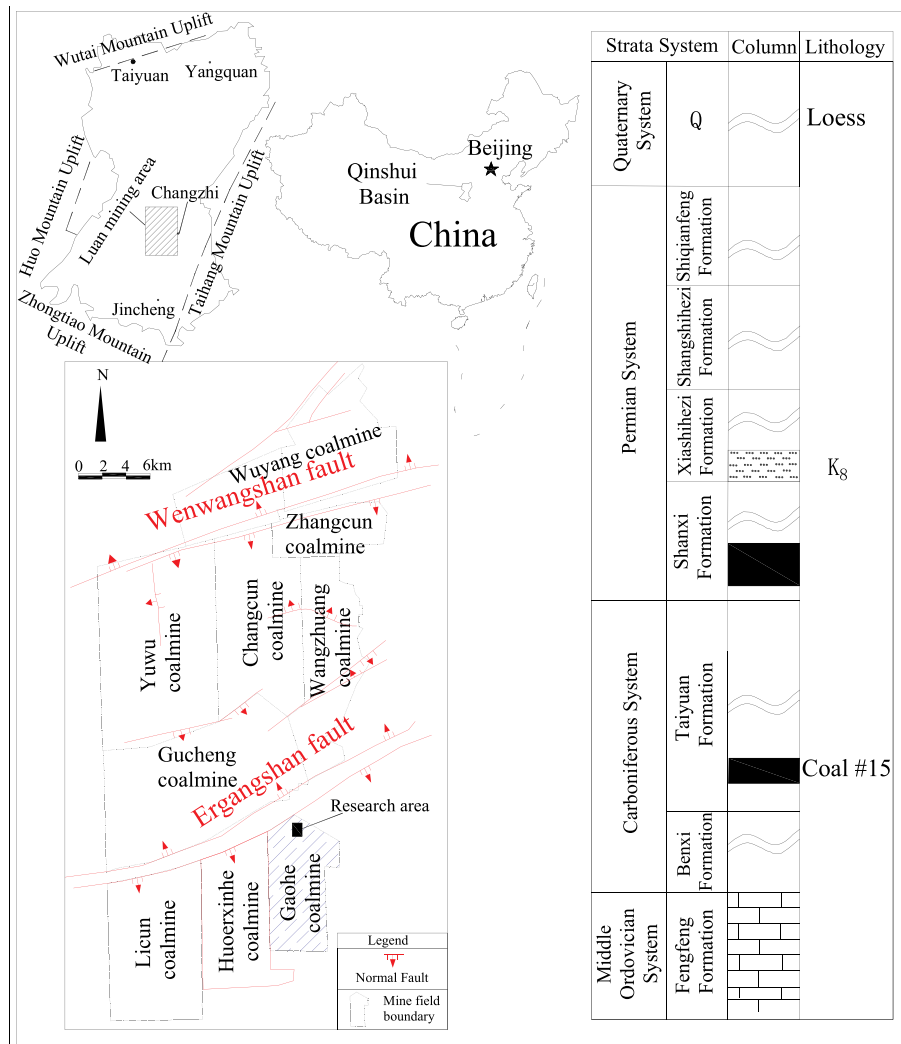 Wutai Mountain Uplift
Taiyuan
Yangquan
Huo Mountain Uplift
Luan mining area
Changzhi
Taihang Mountain Uplift
Jincheng
Zhongtiao Mountain
Uplift
Beijing
Qinshui
Basin
China
N
0 2 4 6km
Wuyang coalmine
Wenwangshan fault
Zhangcun
coalmine
Yuwu
coalmine
Changcun
coalmine
Wangzhuang
coalmine
Gucheng
coalmine
Ergangshan fault
Research area
Licun
coalmine
Huoerxinhe
coalmine
Gaohe
coalmine
Legend
Normal Fault
Mine field
boundary
Strata System Column Lithology
Quaternary
System
Q
Loess
Permian System
Shiqianfeng
Formation
Shangshihezi
Formation
Xiashihezi
Formation
K8
Shanxi
Formation
Carboniferous System
Taiyuan
Formation
Coal #15
Benxi
Formation
Middle
Ordovician
System
Fengfeng
Formation